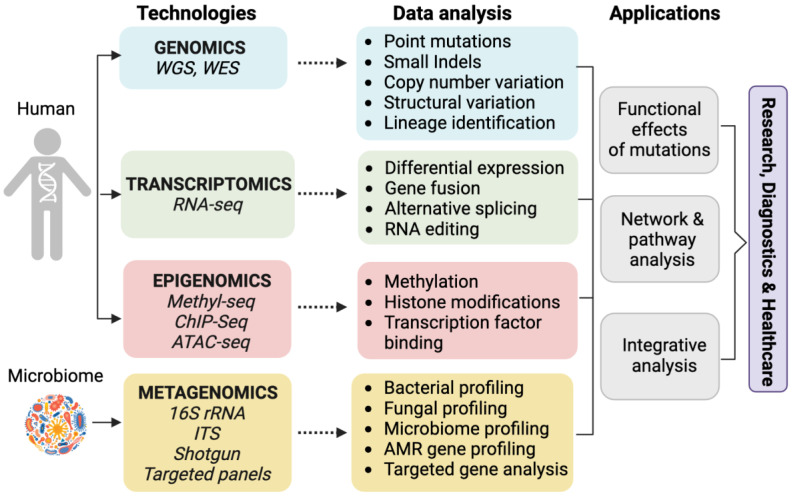 Technologies
Data analysis
Applications
Human
GENOMICS
WGS, WES
• Point mutations
• Small Indels
• Copy number variation
• Structural variation
• Lineage identification
TRANSCRIPTOMICS
RNA-seq
• Differential expression
• Gene fusion
• Alternative splicing
• RNA editing
EPIGENOMICS
Methyl-seq
ChIP-Seq
ATAC-seq
• Methylation
• Histone modifications
• Transcription factor
binding
Microbiome
METAGENOMICS
16S rRNA
ITS
Shotgun
Targeted panels
• Bacterial profiling
• Fungal profiling
• Microbiome profiling
• AMR gene profiling
• Targeted gene analysis
Functional
effects
of mutations
Network &
pathway
analysis
Integrative
analysis
Research, Diagnostics & Healthcare